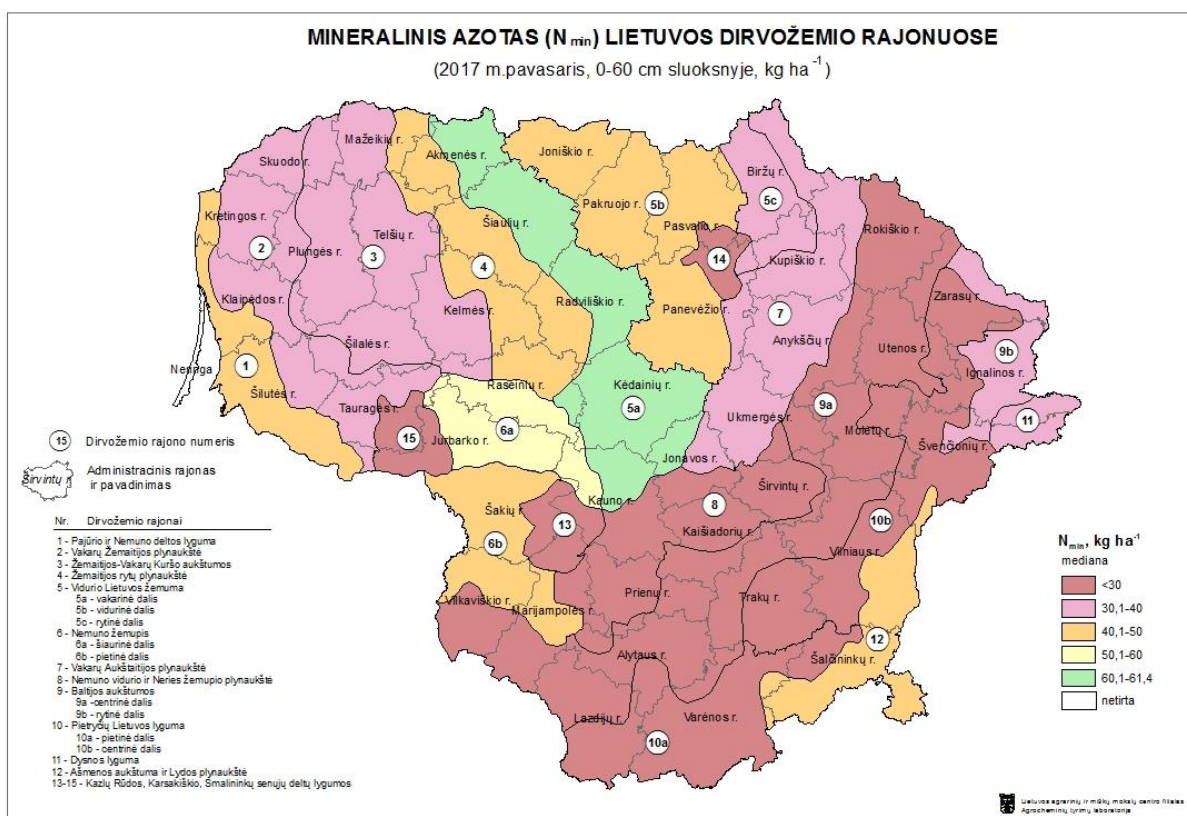 MINERALINIS AZOTAS (N min) LIETUVOS DIRVOŽEMIO RAJONUOSE
(2017 m.pavasaris, 0-60 cm sluoksnyje, kg ha -1)
Mažeikių r.
Skuodo r.
Akmenės r.
Joniškio r.
Biržų r.
5c
Kretingos r.
Pakruojo r.
5b
Šiaulių r.
Pasvalio r.
Rokiškio r.
2
Plungės r.
Telšių r.
3
4
14
Kupiškio r.
Klaipėdos r.
Kelmės r.
Radviliškio r.
Panevėžio r.
7
Zarasų r.
Anykščių r.
Utenos r.
9b
Neringa
1
Šilalės r.
Ignalinos r.
Šilutės r.
Raseinių r.
Kėdainių r.
5a
9a
Tauragės r.
Ukmergės r.
11
15
Jurbarko r.
6a
Molėtų r.
Švenčionių r.
Jonavos r.
Širvintų r.
Kauno r.
8
Šakių r.
13
Kaišiadorių r.
10b
6b
Vilniaus r.
Vilkaviškio r.
Marijampolės r.
Prienų r.
Trakų r.
12
Alytaus r.
Šalčininkų r.
Lazdijų r.
Varėnos r.
10a
15 Dirvožemio rajono numeris
Širvintų r. Administracinis rajonas
ir pavadinimas
Nr. Dirvožemio rajonai
1 - Pajūrio ir Nemuno deltos lyguma
2 - Vakarų Žemaitijos plynaukštė
3 - Žemaitijos-Vakarų Kuršo aukštumos
4 - Žemaitijos rytų plynaukštė
5 - Vidurio Lietuvos žemuma
5a - vakarinė dalis
5b - vidurinė dalis
5c - rytinė dalis
6 - Nemuno žemupis
6a - šiaurinė dalis
6b - pietinė dalis
7 - Vakarų Aukštaitijos plynaukštė
8 - Nemuno vidurio ir Neries žemupio plynaukštė
9 - Baltijos aukštumos
9a -centrinė dalis
9b - rytinė dalis
10 - Pietryčių Lietuvos lyguma
10a - pietinė dalis
10b - centrinė dalis
11 - Dysnos lyguma
12 - Ašmenos aukštuma ir Lydos plynaukštė
13-15 - Kazlų Rūdos, Karsakiškio, Smalininkų senųjų deltų lygumos
N min, kg ha-1
mediana
<30
30,1-40
40,1-50
50,1-60
60,1-61,4
netirta
Lietuvos agrarinių ir miškų mokslų centro filialas
Agrocheminių tyrimų laboratorija